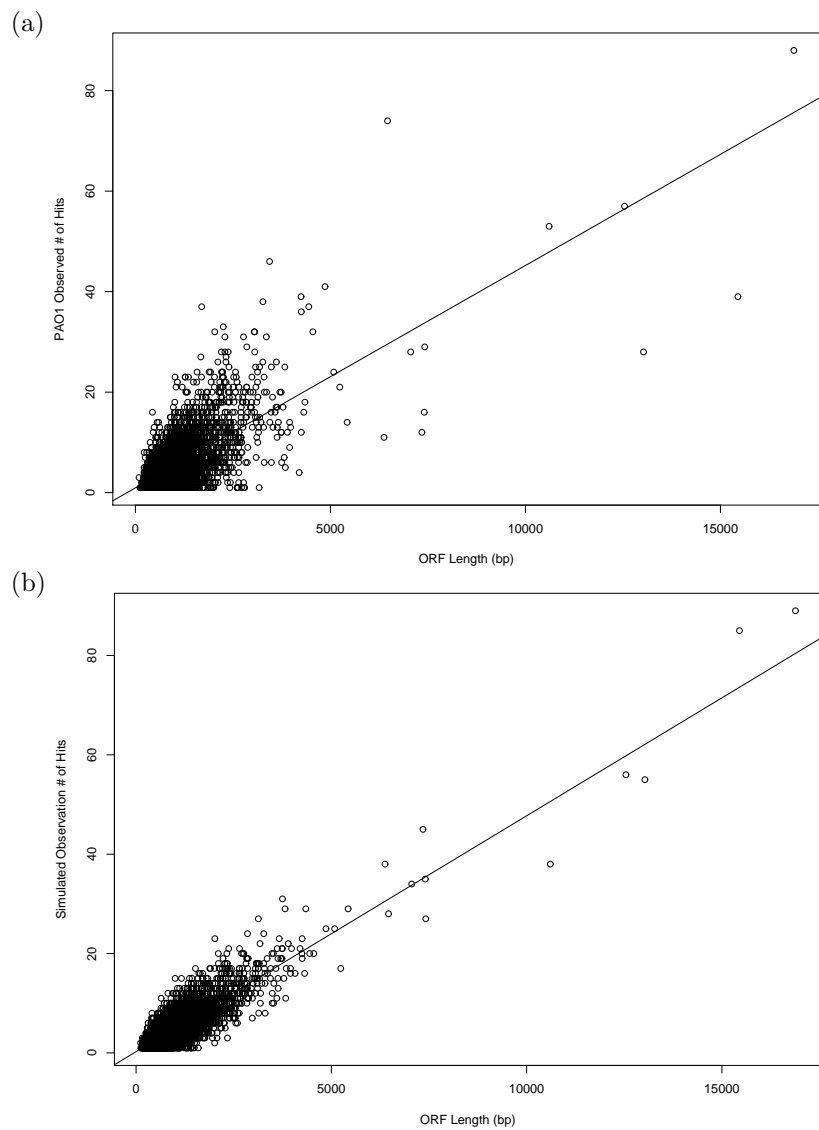 (a)
80
60
40
20
0
PAO1 Observed # of Hits
0 5000 10000 15000
ORF Length (bp)
(b)
80
60
40
20
0
Simulated Observation # of Hits
0 5000 10000 15000
ORF Length (bp)